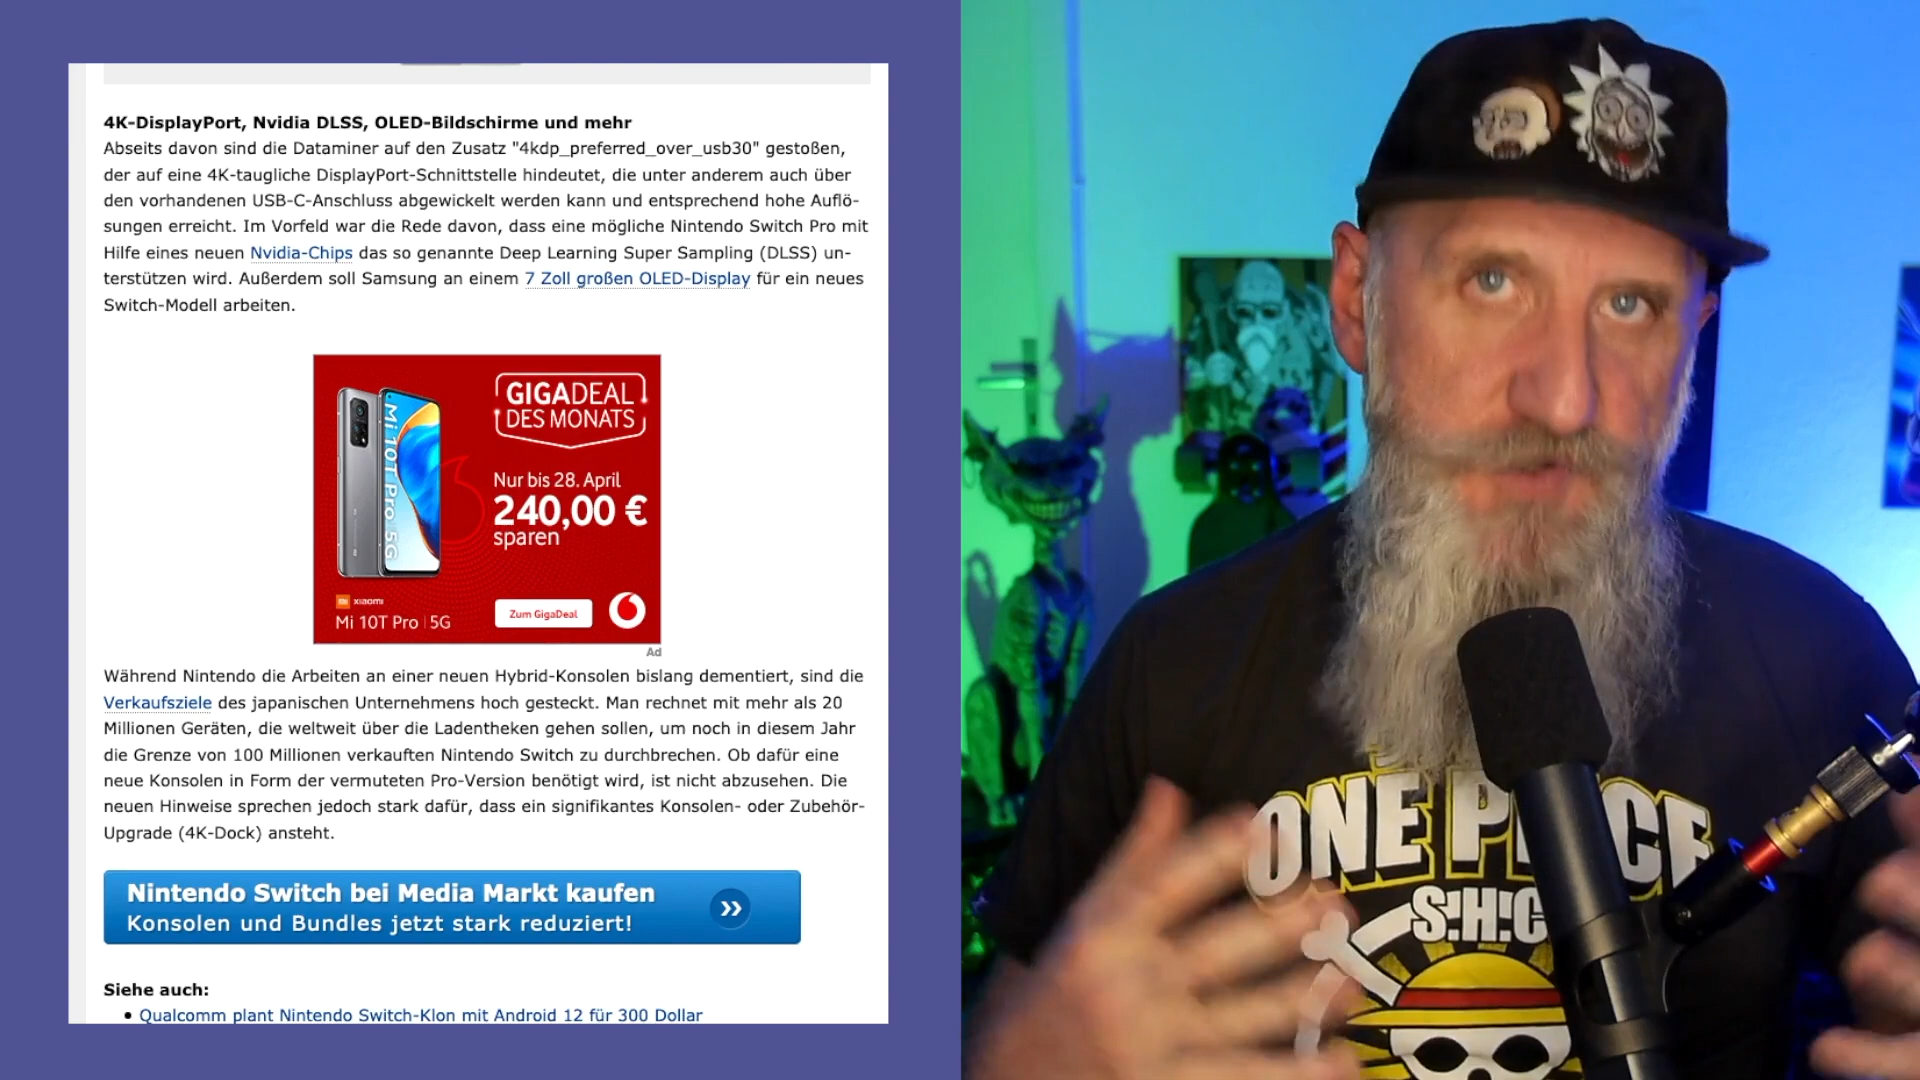 4K-DisplayPort, Nvidia DLSS, OLED-Bildschirme und mehr
Abseits davon sind die Dataminer auf den Zusatz "4kdp_preferred_over_usb30" gestoßen,
der auf eine 4K-taugliche DisplayPort-Schnittstelle hindeutet, die unter anderem auch über
den vorhandenen USB-C-Anschluss abgewickelt werden kann und entsprechend hohe Auflö-
sungen erreicht. Im Vorfeld war die Rede davon, dass eine mögliche Nintendo Switch Pro mit
Hilfe eines neuen Nvidia-Chips das so genannte Deep Learning Super Sampling (DLSS) un-
terstützen wird. Außerdem soll Samsung an einem 7 Zoll großen OLED-Display für ein neues
Switch-Modell arbeiten.
GIGADEAL
DES MONATS
Mi 10T Pro 5G
Nur bis 28. April
240,00 €
sparen
mi xiaomi
Mi 10T Pro | 5G
Zum GigaDeal
Ad
Während Nintendo die Arbeiten an einer neuen Hybrid-Konsolen bislang dementiert, sind die
Verkaufsziele des japanischen Unternehmens hoch gesteckt. Man rechnet mit mehr als 20
Millionen Geräten, die weltweit über die Ladentheken gehen sollen, um noch in diesem Jahr
die Grenze von 100 Millionen verkauften Nintendo Switch zu durchbrechen. Ob dafür eine
neue Konsolen in Form der vermuteten Pro-Version benötigt wird, ist nicht abzusehen. Die
neuen Hinweise sprechen jedoch stark dafür, dass ein signifikantes Konsolen- oder Zubehör-
Upgrade (4K-Dock) ansteht.
Nintendo Switch bei Media Markt kaufen
Konsolen und Bundles jetzt stark reduziert!
Siehe auch:
• Qualcomm plant Nintendo Switch-Klon mit Android 12 für 300 Dollar
ONE PIECE
S.H.C